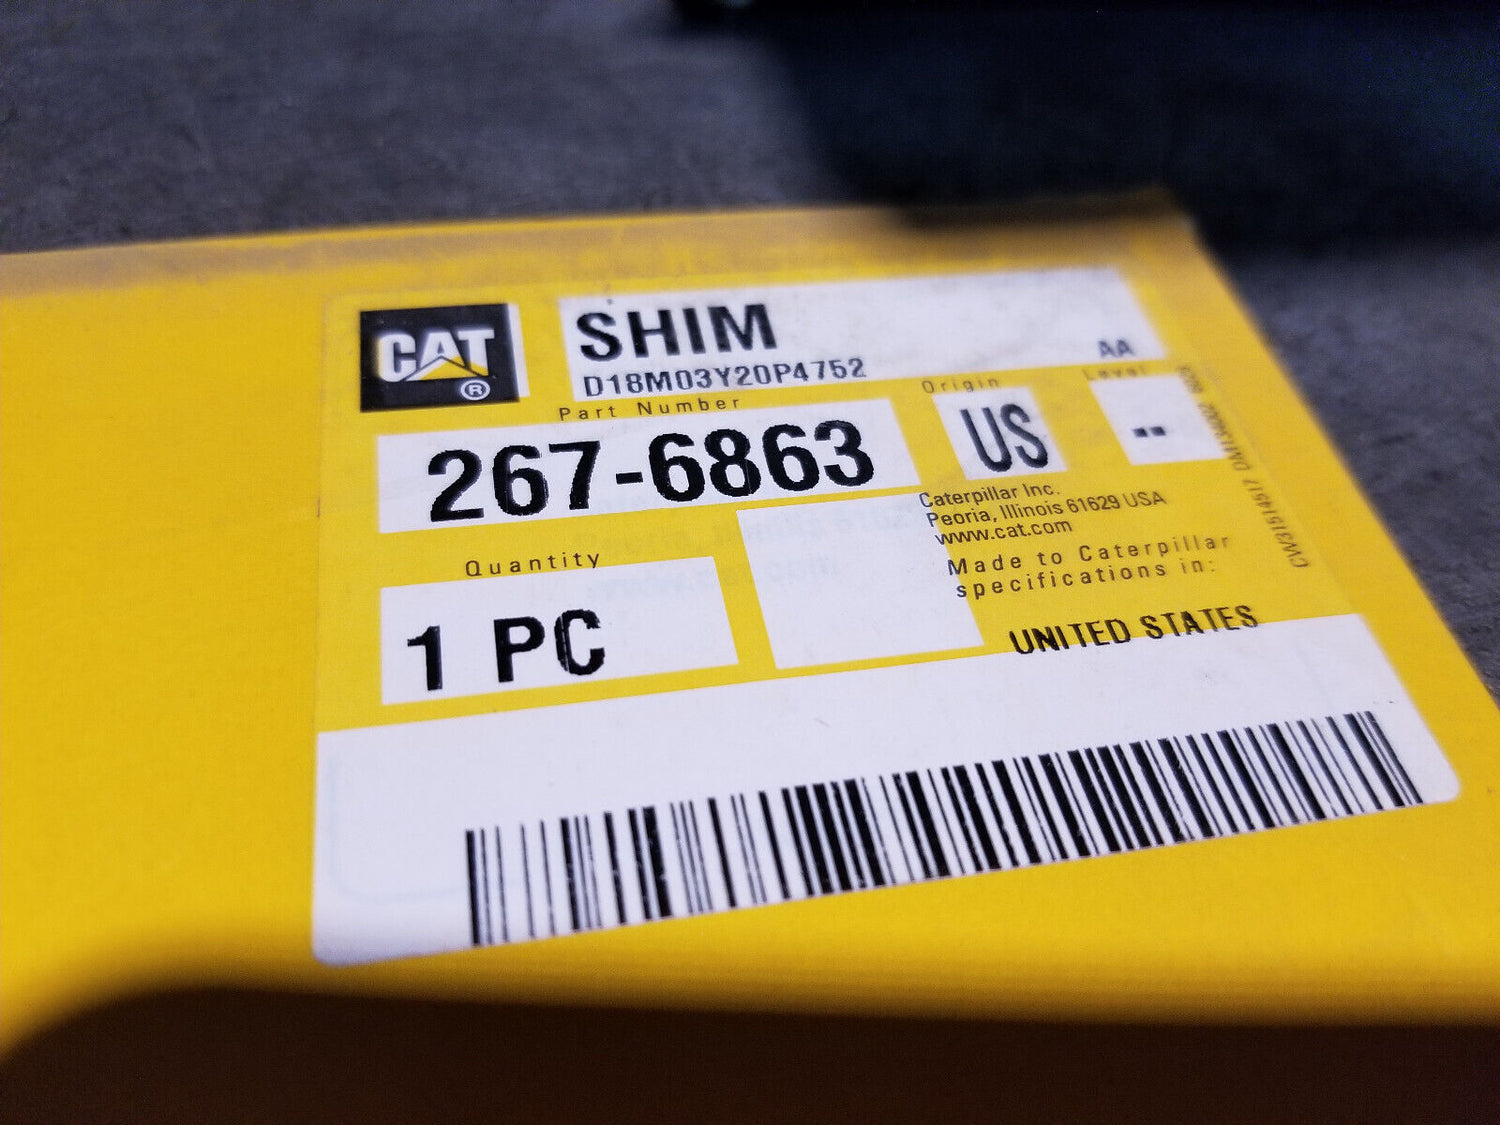 CAT
®
SHIM
D18M03Y20P4752
AA
Part Number
Origin
Level
267-6863
US
--
Caterpillar Inc.
Peoria, Illinois 61629 USA
www.cat.com
Quantity
Made to Caterpillar
specifications in:
1 PC
UNITED STATES